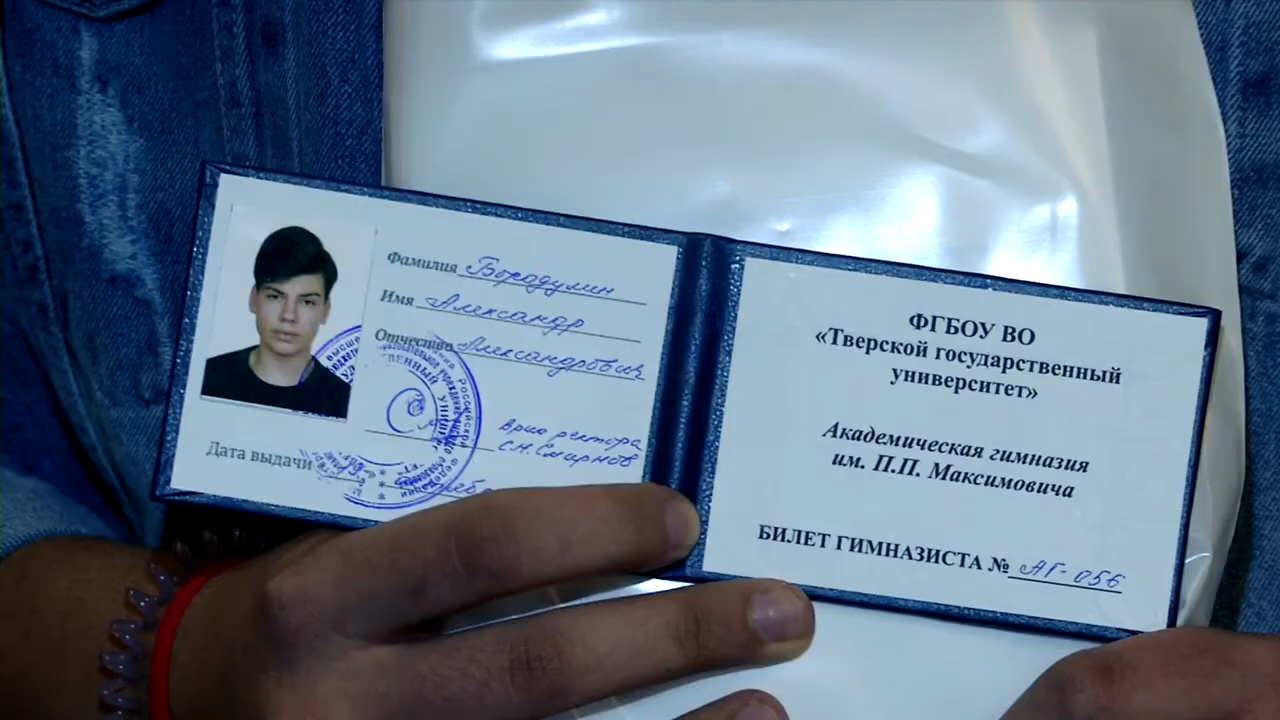 Фамилия Бородулин
Имя Александр
Отчество Александрович
врио ректора
С.Н. Смирнов
Дата выдачи
ФГБОУ ВО
«Тверской государственный
университет»
Академическая гимназия
им. П.П. Максимовича
БИЛЕТ ГИМНАЗИСТА № АГ-056